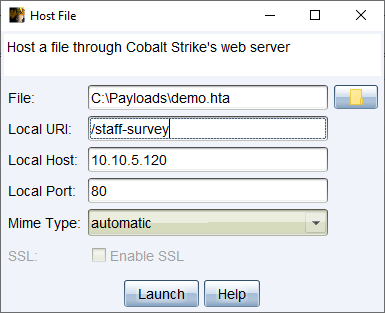 Host File
Host a file through Cobalt Strike's web server
File: C:\Payloads\demo.hta
Local URI: /staff-survey
Local Host: 10.10.5.120
Local Port: 80
Mime Type: automatic
SSL: Enable SSL
Launch Help